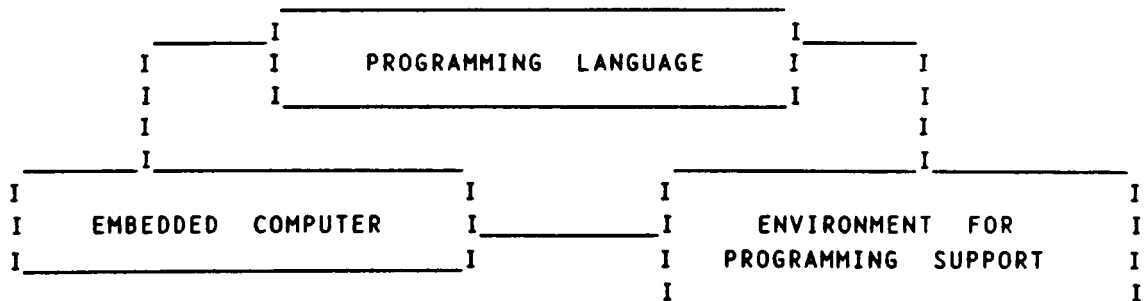 PROGRAMMING LANGUAGE
EMBEDDED COMPUTER
ENVIRONMENT FOR
PROGRAMMING SUPPORT